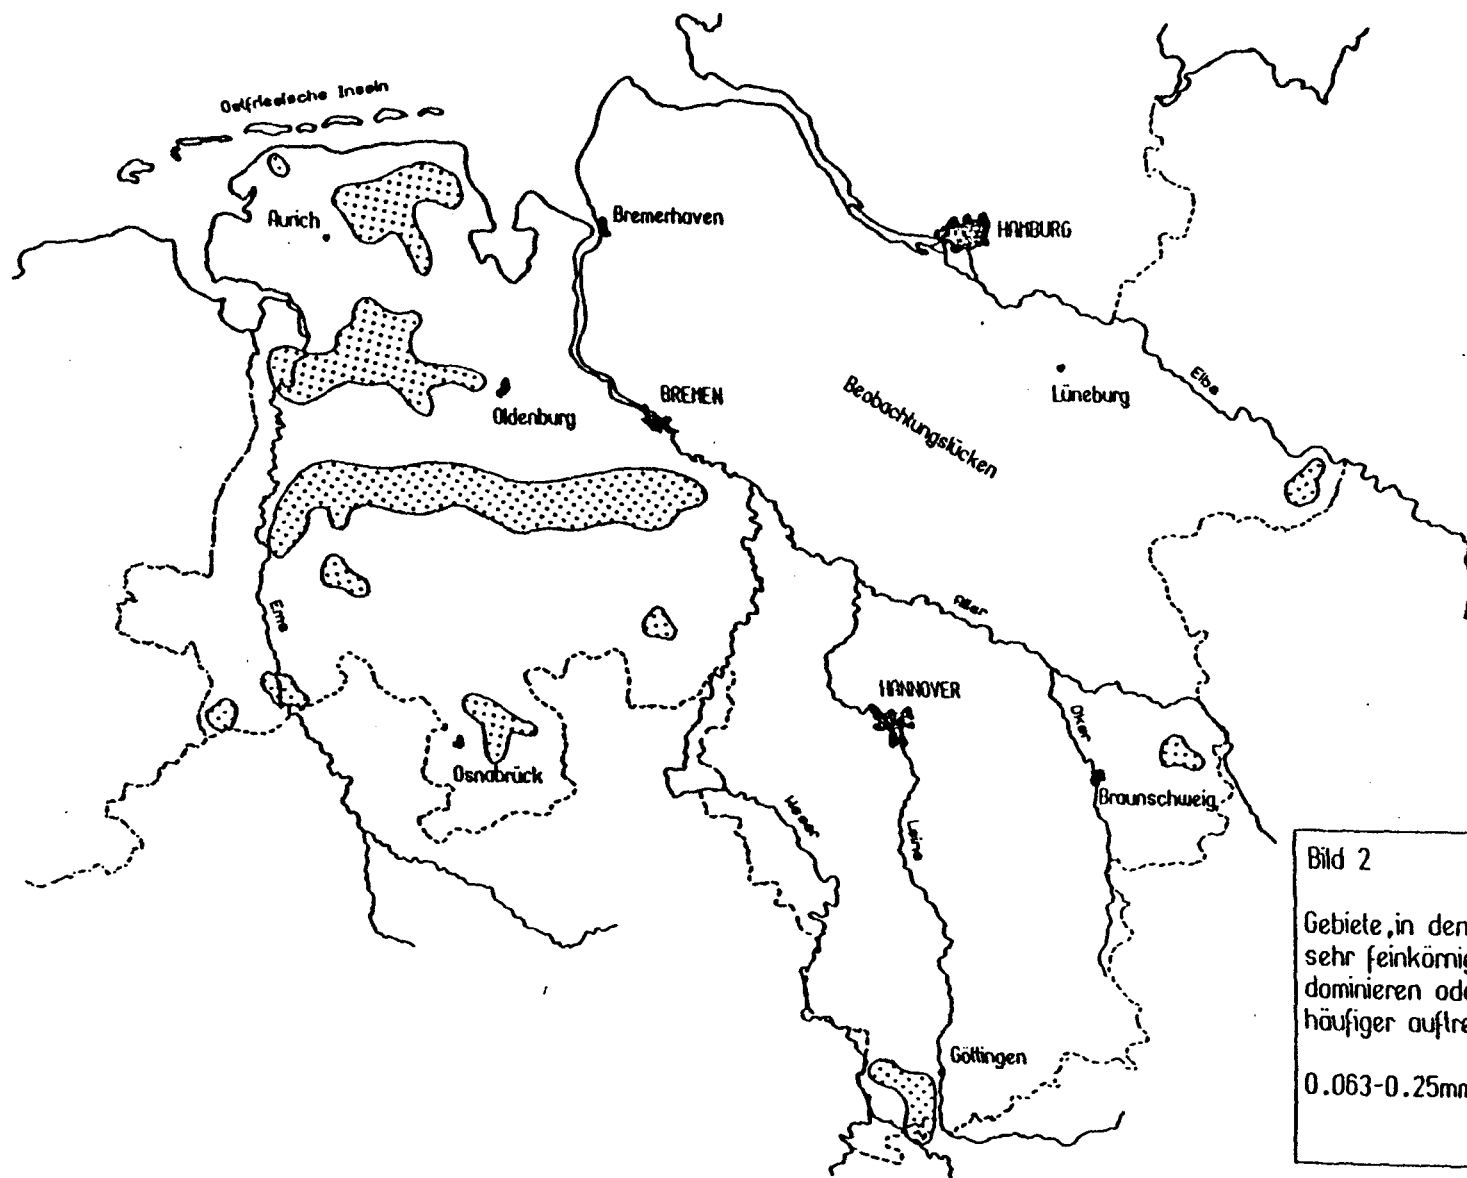 Ostfriesische Inseln
Aurich
Bremerhaven
HAMBURG
Oldenburg
BREMEN
Beobachtungslücken
Lüneburg
Elbe
Ems
Aller
HANNOVER
Oker
Osnabrück
Braunschweig
Weser
Leine
Göttingen
Bild 2
Gebiete, in den
sehr feinkörnig
dominieren ode
häufiger auftre
0.063-0.25mm